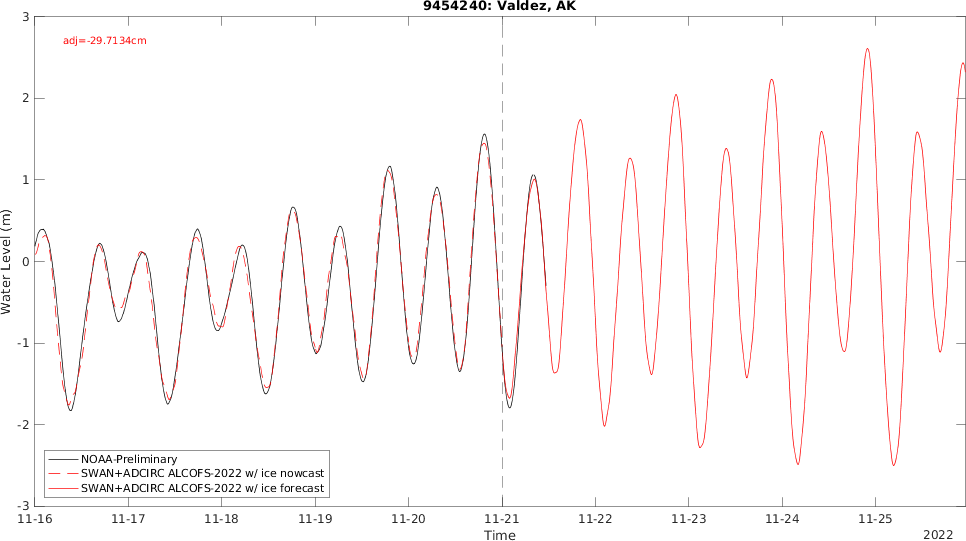 9454240: Valdez, AK
adj=-29.7134cm
Water Level (m)
3
2
1
0
-1
-2
-3
NOAA-Preliminary
SWAN+ADCIRC ALCOFS-2022 w/ ice nowcast
SWAN+ADCIRC ALCOFS-2022 w/ ice forecast
11-16 11-17 11-18 11-19 11-20 11-21 11-22 11-23 11-24 11-25
Time
2022